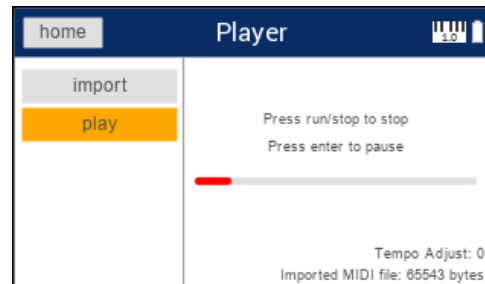 home
Player
1.0
import
play
Press run/stop to stop
Press enter to pause
Tempo Adjust: 0
Imported MIDI file: 65543 bytes